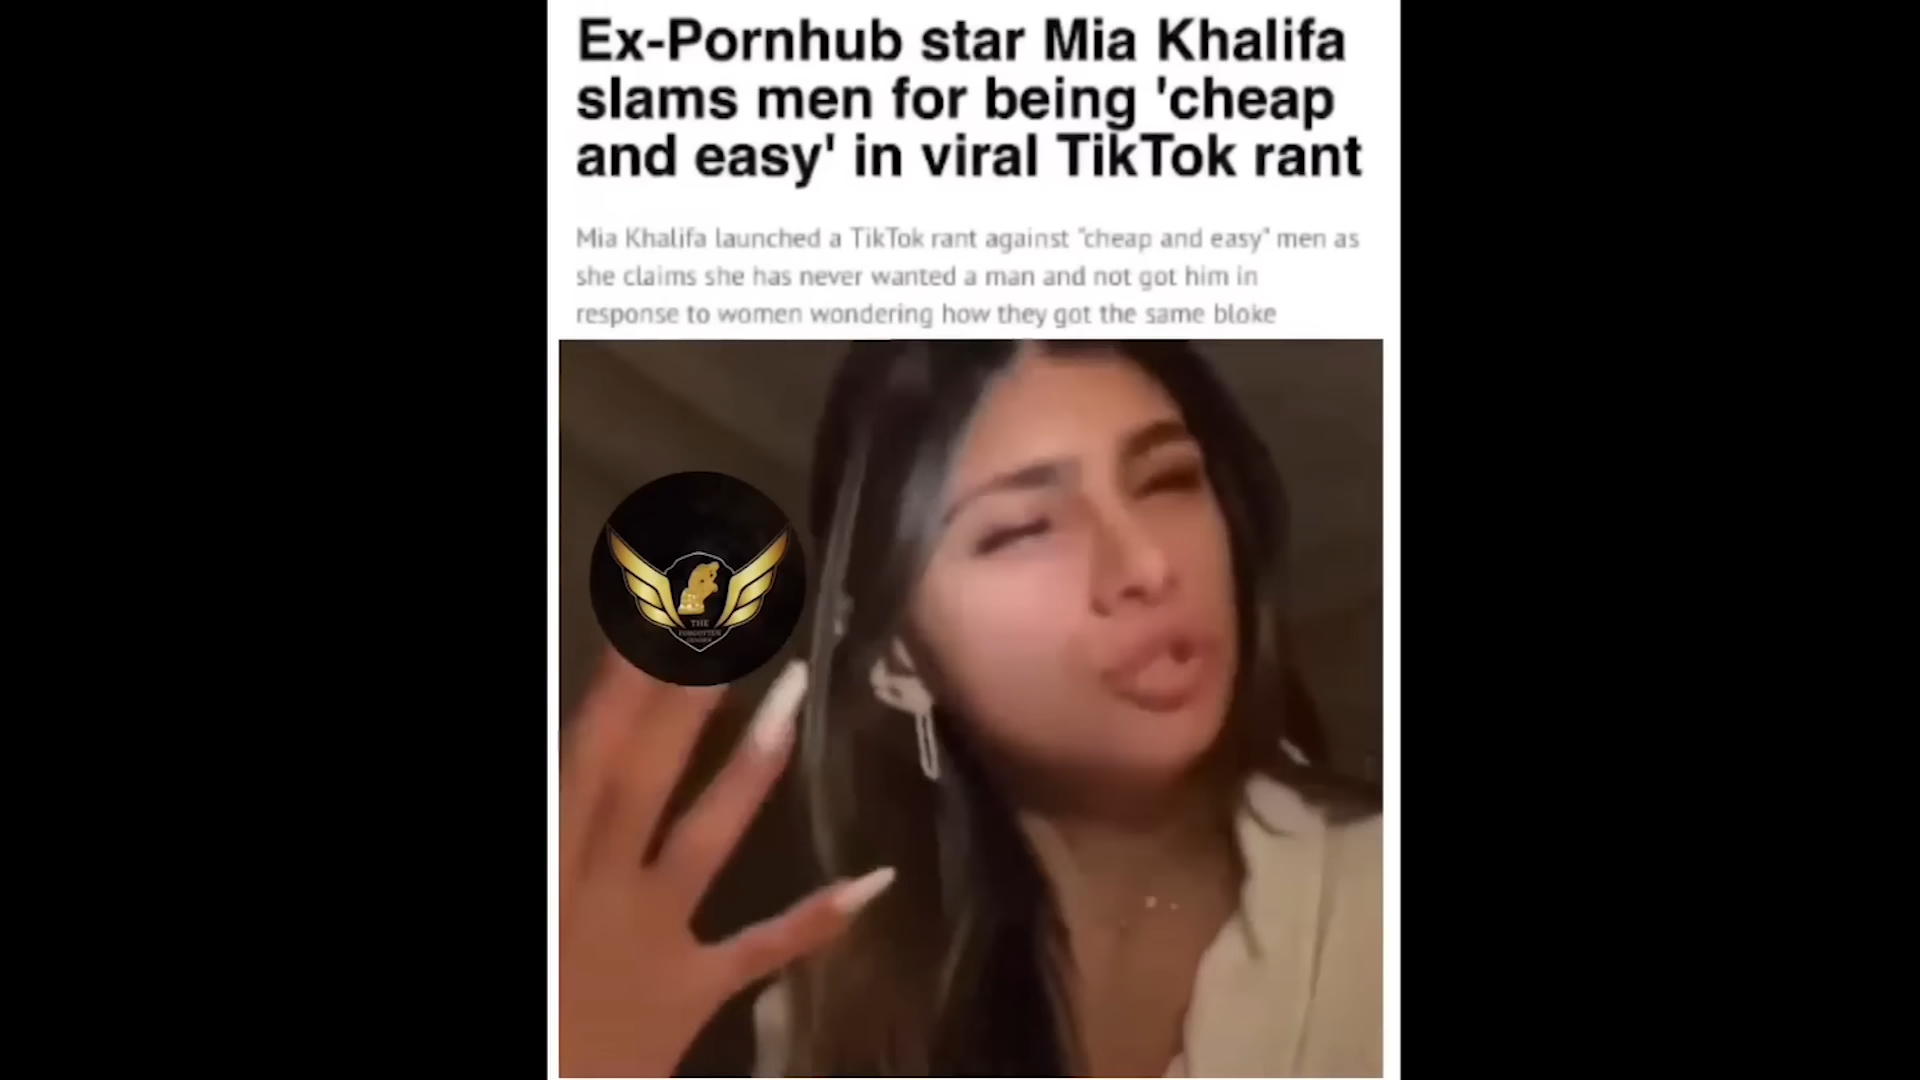 Ex-Pornhub star Mia Khalifa
slams men for being 'cheap
and easy' in viral TikTok rant
Mia Khalifa launched a TikTok rant against "cheap and easy" men as
she claims she has never wanted a man and not got him in
response to women wondering how they got the same bloke
THE
FORGOTTEN